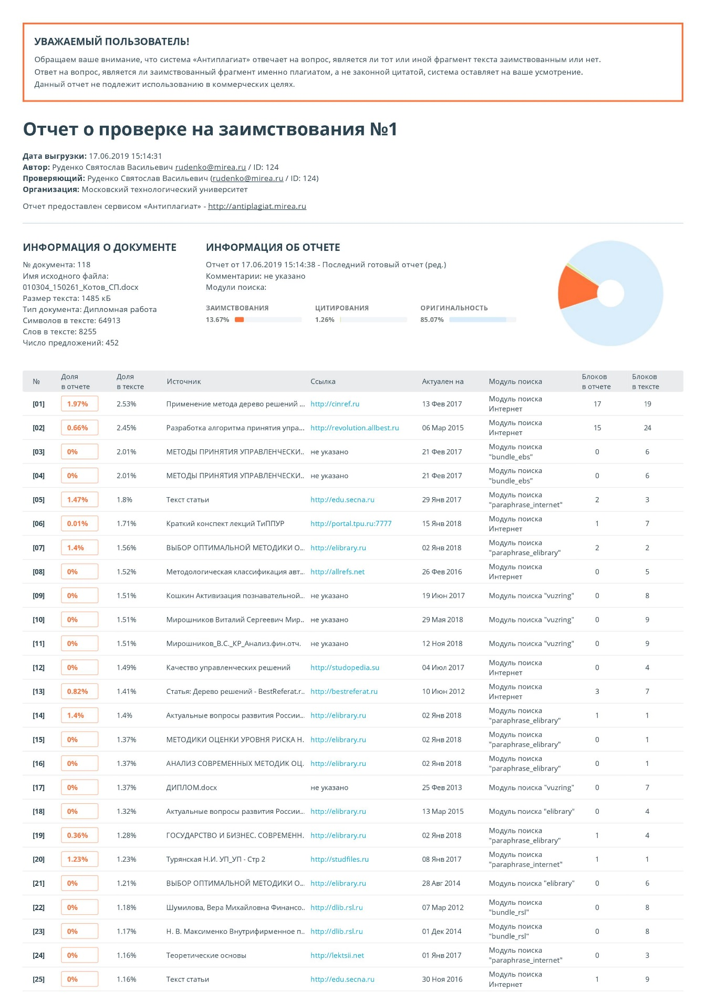 УВАЖАЕМЫЙ ПОЛЬЗОВАТЕЛЬ!
Обращаем ваше внимание, что система «Антиплагиат» отвечает на вопрос, является ли тот или иной фрагмент текста заимствованным или нет.
Ответ на вопрос, является ли заимствованный фрагмент именно плагиатом, а не законной цитатой, система оставляет на ваше усмотрение.
Данный отчет не подлежит использованию в коммерческих целях.
Отчет о проверке на заимствования №1
Дата выгрузки: 17.06.2019 15:14:31
Автор: Руденко Святослав Васильевич rudenko@mirea.ru / ID: 124
Проверяющий: Руденко Святослав Васильевич (rudenko@mirea.ru / ID: 124)
Организация: Московский технологический университет
Отчет предоставлен сервисом «Антиплагиат» - http://antiplagiat.mirea.ru
ИНФОРМАЦИЯ О ДОКУМЕНТЕ
№ документа: 118
Имя исходного файла:
010304_150261_Котов_СП.docx
Размер текста: 1485 кБ
Тип документа: Дипломная работа
Символов в тексте: 64913
Слов в тексте: 8255
Число предложений: 452
ИНФОРМАЦИЯ ОБ ОТЧЕТЕ
Отчет от 17.06.2019 15:14:38 - Последний готовый отчет (ред.)
Комментарии: не указано
Модули поиска:
ЗАИМСТВОВАНИЯ ЦИТИРОВАНИЯ ОРИГИНАЛЬНОСТЬ
13.67% 1.26% 85.07%
№ Доля в отчете Доля в тексте Источник Ссылка Актуален на Модуль поиска Блоков в отчете Блоков в тексте
[01] 1.97% 2.53% Применение метода дерево решений ... http://cinref.ru 13 Фев 2017 Модуль поиска Интернет 17 19
[02] 0.66% 2.45% Разработка алгоритма принятия упра... http://revolution.allbest.ru 06 Мар 2015 Модуль поиска Интернет 15 24
[03] 0% 2.01% МЕТОДЫ ПРИНЯТИЯ УПРАВЛЕНЧЕСКИ.. не указано 21 Фев 2017 Модуль поиска "bundle_ebs" 0 6
[04] 0% 2.01% МЕТОДЫ ПРИНЯТИЯ УПРАВЛЕНЧЕСКИ.. не указано 21 Фев 2017 Модуль поиска "bundle_ebs" 0 6
[05] 1.47% 1.8% Текст статьи http://edu.secna.ru 29 Янв 2017 Модуль поиска "paraphrase_internet" 2 3
[06] 0.01% 1.71% Краткий конспект лекций ТиППУР http://portal.tpu.ru:7777 15 Янв 2018 Модуль поиска Интернет 1 7
[07] 1.4% 1.56% ВЫБОР ОПТИМАЛЬНОЙ МЕТОДИКИ О... http://elibrary.ru 02 Янв 2018 Модуль поиска "paraphrase_elibrary" 2 2
[08] 0% 1.52% Методологическая классификация авт... http://allrefs.net 26 Фев 2016 Модуль поиска Интернет 0 5
[09] 0% 1.51% Кошкин Активизация познавательной... не указано 19 Июн 2017 Модуль поиска "vuzring" 0 8
[10] 0% 1.51% Мирошников Виталий Сергеевич Мир.. не указано 29 Мая 2018 Модуль поиска "vuzring" 0 9
[11] 0% 1.51% Мирошников_В.С._КР_Анализ.фин.отч. не указано 12 Ноя 2018 Модуль поиска "vuzring" 0 9
[12] 0% 1.49% Качество управленческих решений http://studopedia.su 04 Июл 2017 Модуль поиска Интернет 0 4
[13] 0.82% 1.41% Статья: Дерево решений - BestReferat.r.. http://bestreferat.ru 10 Июн 2012 Модуль поиска Интернет 3 7
[14] 1.4% 1.4% Актуальные вопросы развития России... http://elibrary.ru 02 Янв 2018 Модуль поиска "paraphrase_elibrary" 1 1
[15] 0% 1.37% МЕТОДИКИ ОЦЕНКИ УРОВНЯ РИСКА Н. http://elibrary.ru 02 Янв 2018 Модуль поиска "paraphrase_elibrary" 0 1
[16] 0% 1.37% АНАЛИЗ СОВРЕМЕННЫХ МЕТОДИК ОЦ. http://elibrary.ru 02 Янв 2018 Модуль поиска "paraphrase_elibrary" 0 1
[17] 0% 1.37% ДИПЛОМ.docx не указано 25 Фев 2013 Модуль поиска "vuzring" 0 7
[18] 0% 1.32% Актуальные вопросы развития России... http://elibrary.ru 13 Мар 2015 Модуль поиска "elibrary" 0 4
[19] 0.36% 1.28% ГОСУДАРСТВО И БИЗНЕС. СОВРЕМЕНН. http://elibrary.ru 02 Янв 2018 Модуль поиска "paraphrase_elibrary" 1 4
[20] 1.23% 1.23% Турянская Н.И. УП_УП - Стр 2 http://studfiles.ru 08 Янв 2017 Модуль поиска "paraphrase_internet" 1 1
[21] 0% 1.21% ВЫБОР ОПТИМАЛЬНОЙ МЕТОДИКИ О... http://elibrary.ru 28 Авг 2014 Модуль поиска "elibrary" 0 6
[22] 0% 1.18% Шумилова, Вера Михайловна Финансо.. http://dlib.rsl.ru 07 Мар 2012 Модуль поиска "bundle_rsl" 0 8
[23] 0% 1.17% Н. В. Максименко Внутрифирменное п.. http://dlib.rsl.ru 01 Дек 2014 Модуль поиска "bundle_rsl" 0 8
[24] 0% 1.16% Теоретические основы http://lektsii.net 01 Янв 2017 Модуль поиска "paraphrase_internet" 0 3
[25] 0% 1.16% Текст статьи http://edu.secna.ru 30 Ноя 2016 Модуль поиска Интернет 1 9